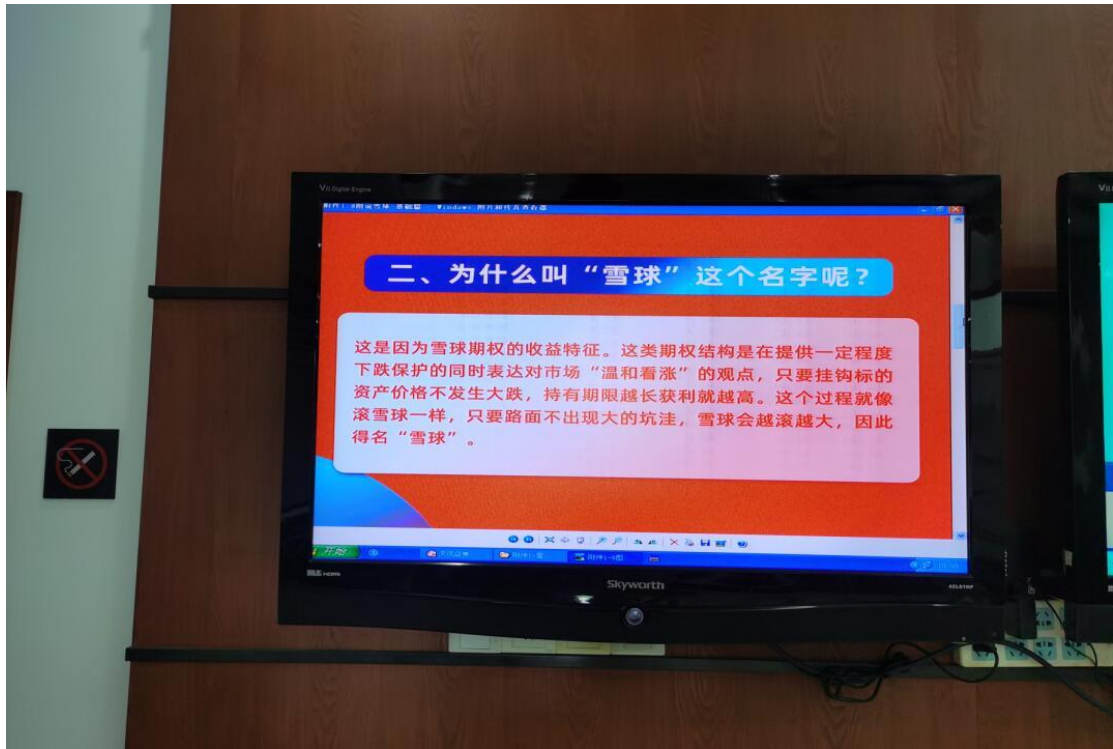 Vᴵᴵ Digital Engine
二、为什么叫“雪球”这个名字呢？
这是因为雪球期权的收益特征。这类期权结构是在提供一定程度
下跌保护的同时表达对市场“温和看涨”的观点，只要挂钩标的
资产价格不发生大跌，持有期限越长获利就越高。这个过程就像
滚雪球一样，只要路面不出现大的坑洼，雪球会越滚越大，因此
得名“雪球”。
开始
HDMI
Skyworth